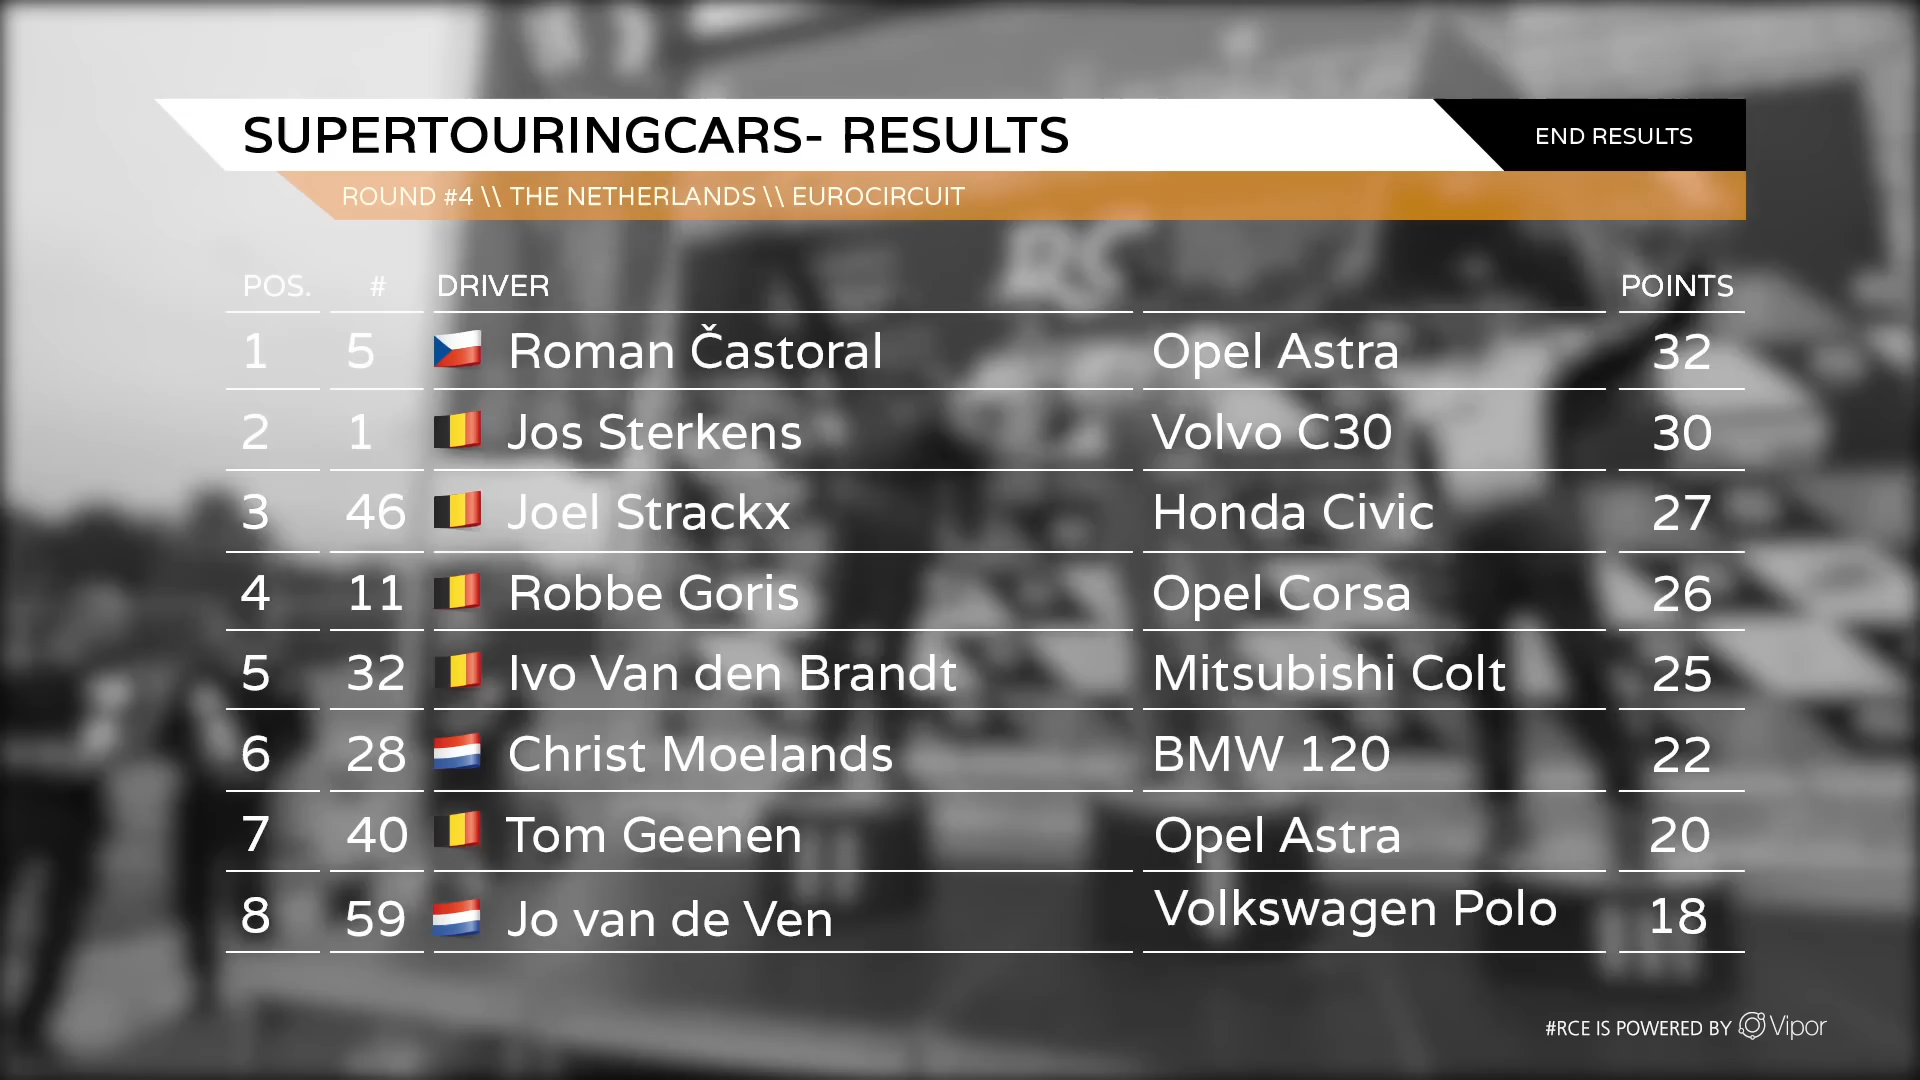 SUPERTOURINGCARS- RESULTS
END RESULTS
ROUND #4 \\ THE NETHERLANDS \\ EUROCIRCUIT
POS. # DRIVER POINTS
1 5 Roman Častoral Opel Astra 32
2 1 Jos Sterkens Volvo C30 30
3 46 Joel Strackx Honda Civic 27
4 11 Robbe Goris Opel Corsa 26
5 32 Ivo Van den Brandt Mitsubishi Colt 25
6 28 Christ Moelands BMW 120 22
7 40 Tom Geenen Opel Astra 20
8 59 Jo van de Ven Volkswagen Polo 18
#RCE IS POWERED BY Vipor